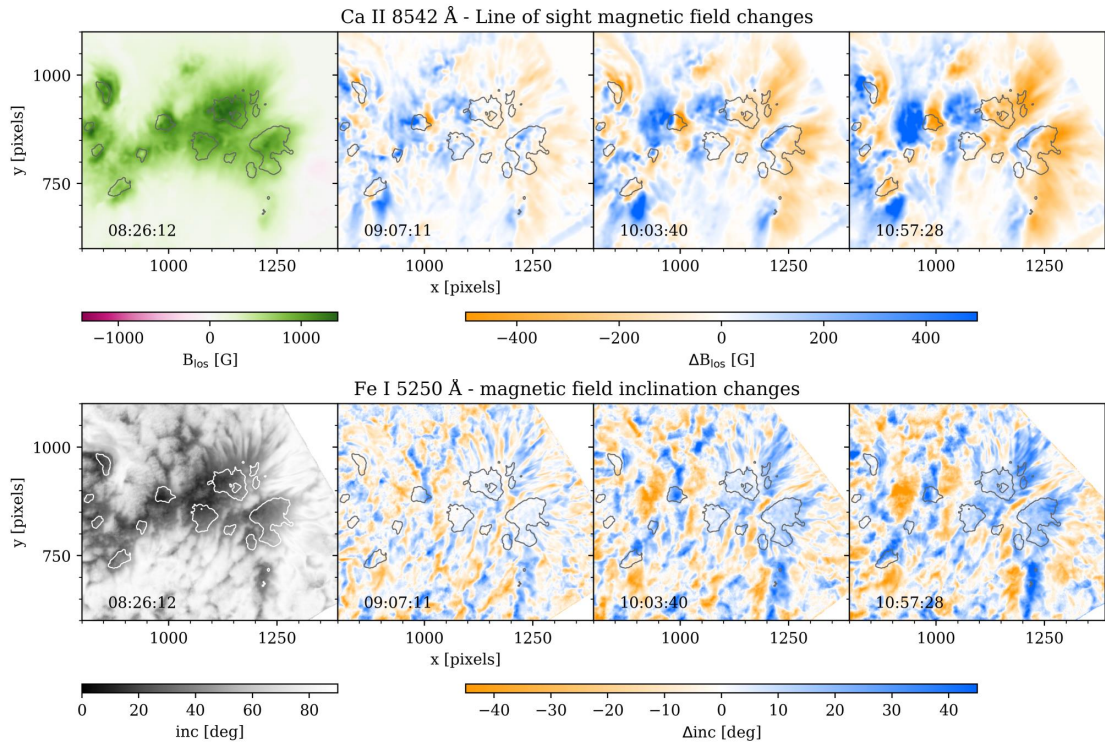 Ca II 8542 Å - Line of sight magnetic field changes
y [pixels]
1000
750
08:26:12
09:07:11
10:03:40
10:57:28
1000 1250 1000 1250 1000 1250 1000 1250
x [pixels]
−1000 0 1000
B_los [G]
−400 −200 0 200 400
ΔB_los [G]
Fe I 5250 Å - magnetic field inclination changes
y [pixels]
1000
750
08:26:12
09:07:11
10:03:40
10:57:28
1000 1250 1000 1250 1000 1250 1000 1250
x [pixels]
0 20 40 60 80
inc [deg]
−40 −30 −20 −10 0 10 20 30 40
Δinc [deg]